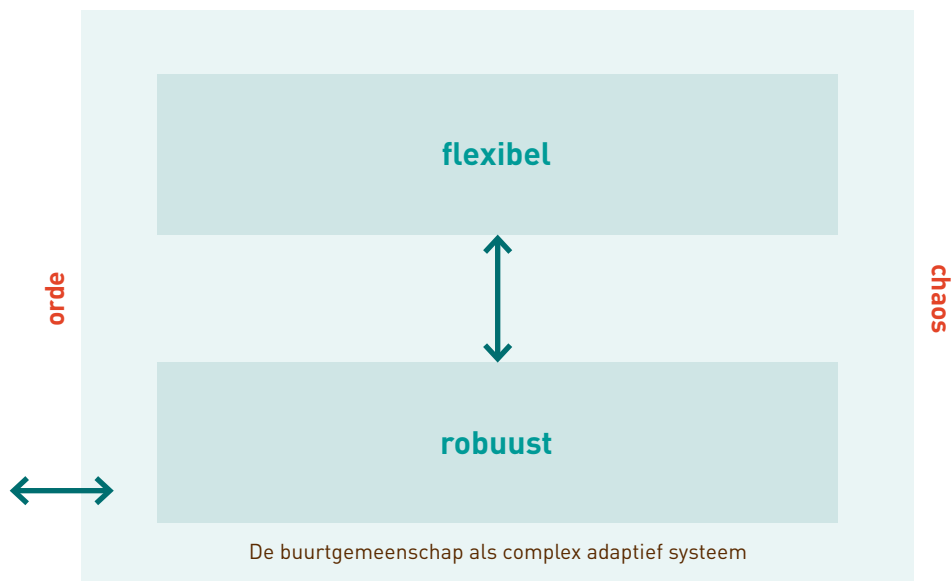 flexibel
orde
chaos
robuust
De buurtgemeenschap als complex adaptief systeem